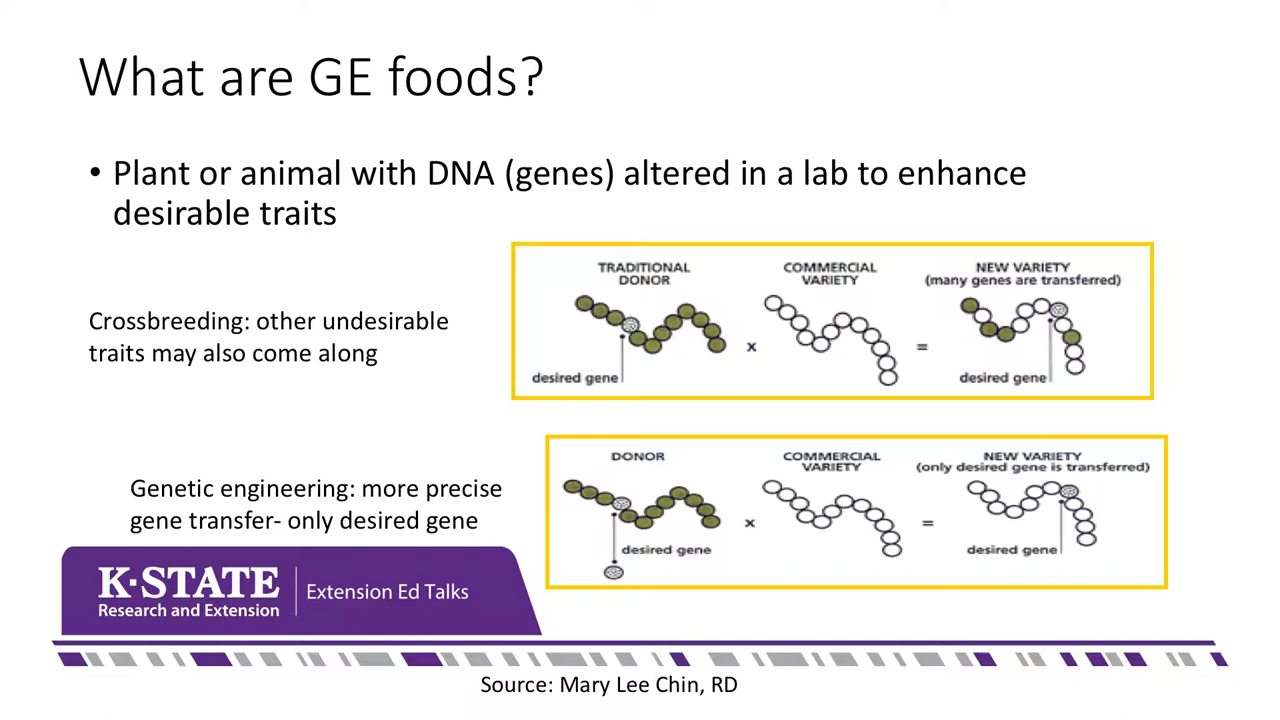 What are GE foods?
• Plant or animal with DNA (genes) altered in a lab to enhance
desirable traits
Crossbreeding: other undesirable
traits may also come along
TRADITIONAL
DONOR
COMMERCIAL
VARIETY
NEW VARIETY
(many genes are transferred)
x
=
desired gene
desired gene
Genetic engineering: more precise
gene transfer- only desired gene
DONOR
COMMERCIAL
VARIETY
NEW VARIETY
(only desired gene is transferred)
x
=
desired gene
desired gene
K-STATE
Research and Extension
Extension Ed Talks
Source: Mary Lee Chin, RD